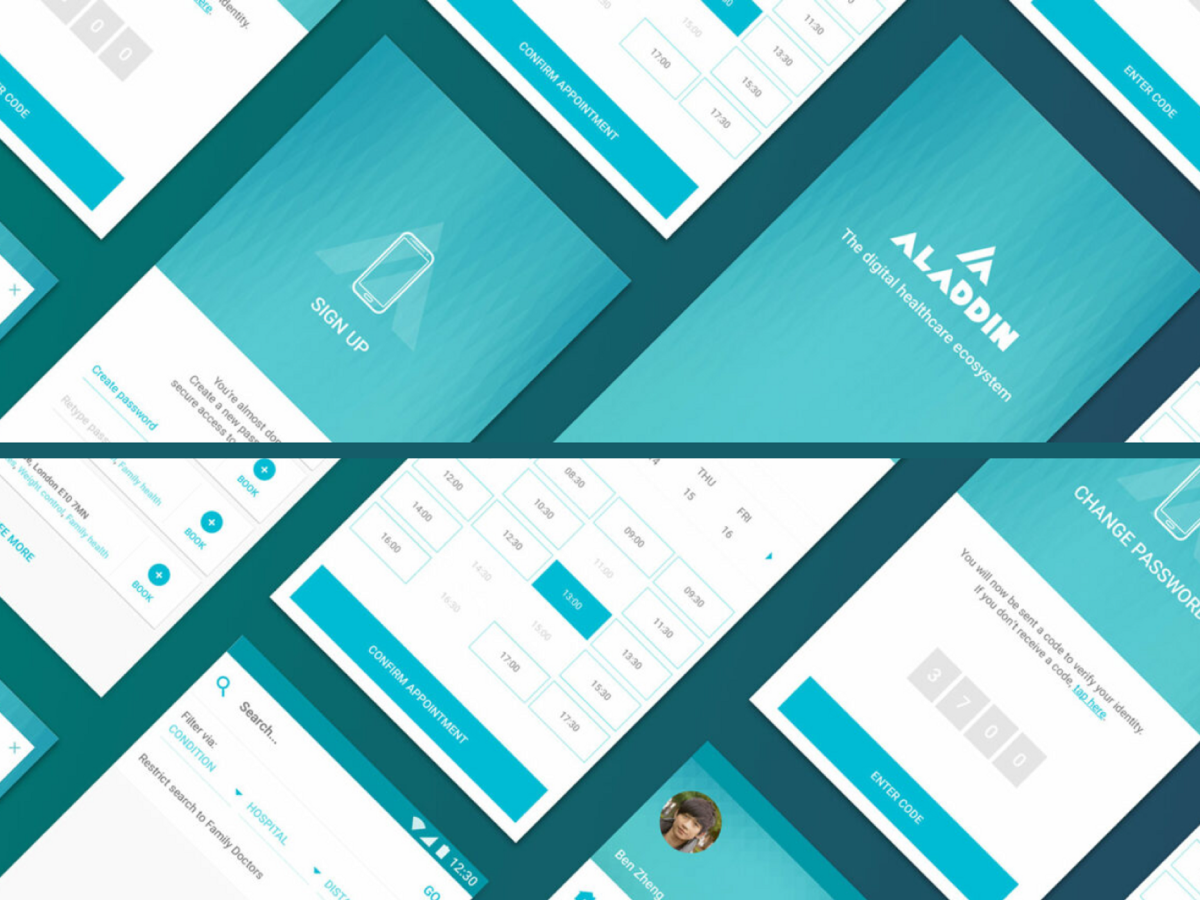 0
0
here.
identity.
ENTER CODE
15:00
11:30
13:30
15:30
17:00
17:30
CONFIRM APPOINTMENT
ENTER CODE
SIGN UP
You're almost
Create a new
secure access to
Create password
Retype
ALADDIN
The digital healthcare ecosystem
London E10 7MN
Weight control, Family health
Family health
SEE MORE
BOOK
BOOK
BOOK
THU
15
FRI
16
08:30
09:00
09:30
12:00
10:30
11:00
11:30
14:00
12:30
13:00
13:30
16:00
14:30
15:00
15:30
16:30
17:00
17:30
CONFIRM APPOINTMENT
CHANGE PASSWORD
You will now be sent a code to verify your identity.
If you don't receive a code, tap here.
3 7 0 0
ENTER CODE
12:30
Search...
GO
Filter via:
CONDITION
HOSPITAL
Restrict search to Family Doctors
Ben Zheng